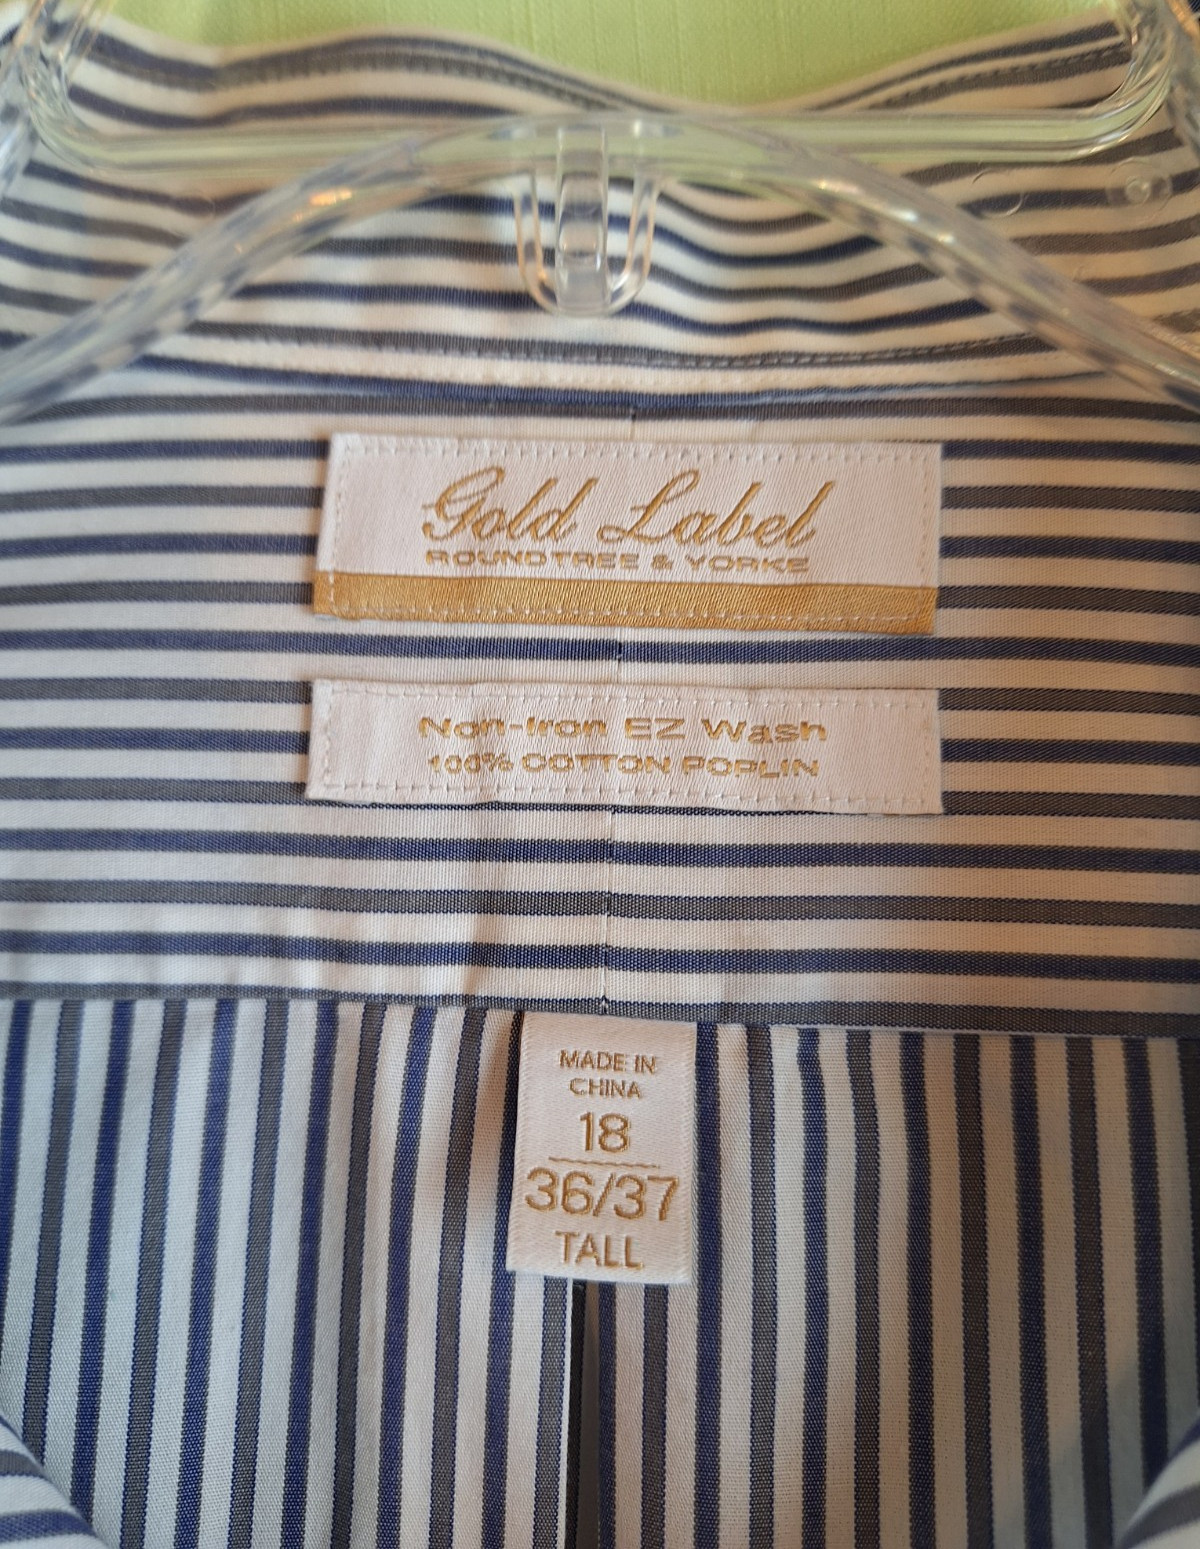 Gold Label
ROUNDTREE & YORKE
Non-Iron EZ Wash
100% COTTON POPLIN
MADE IN
CHINA
18
36/37
TALL